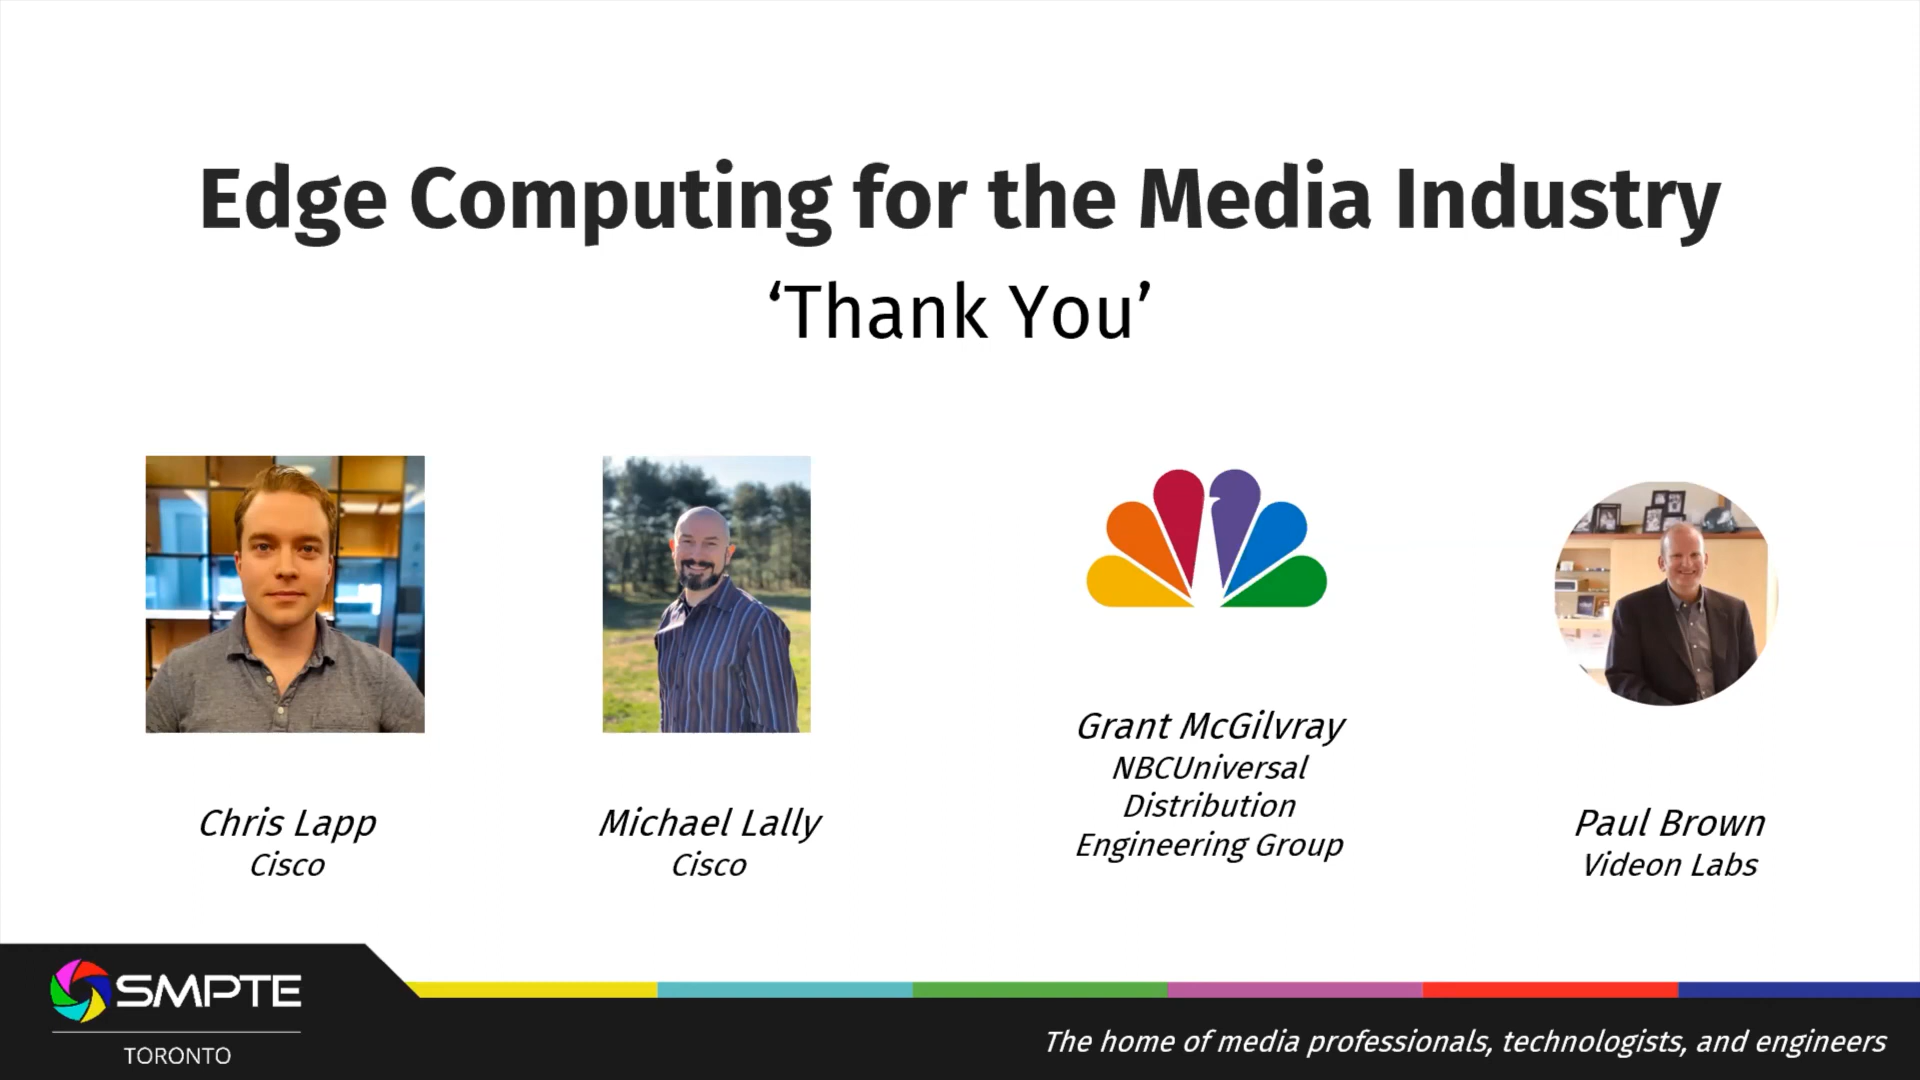 Edge Computing for the Media Industry
‘Thank You’
Chris Lapp
Cisco
Michael Lally
Cisco
Grant McGilvray
NBCUniversal
Distribution
Engineering Group
Paul Brown
Videon Labs
SMPTE
TORONTO
The home of media professionals, technologists, and engineers